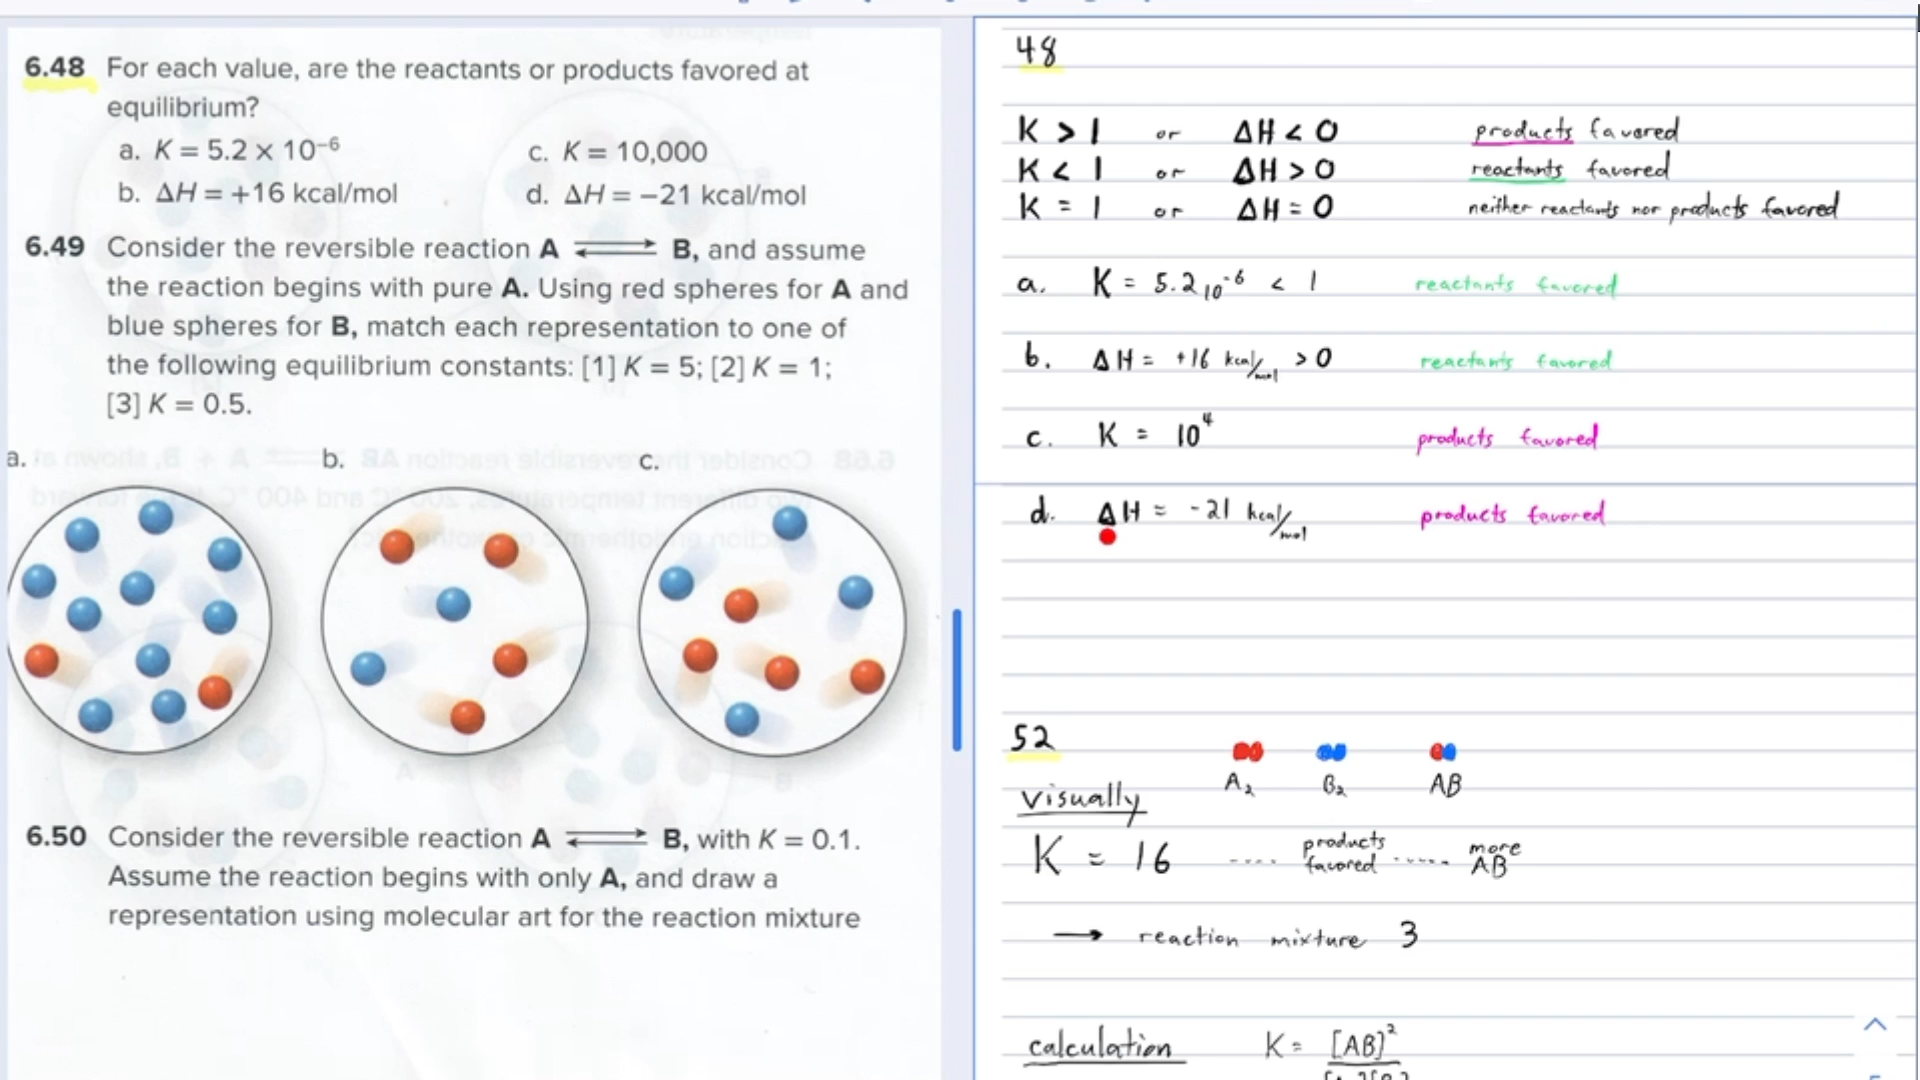 6.48 For each value, are the reactants or products favored at
equilibrium?
a. K = 5.2 × 10⁻⁶ c. K = 10,000
b. ΔH = +16 kcal/mol d. ΔH = −21 kcal/mol
6.49 Consider the reversible reaction A ⇌ B, and assume
the reaction begins with pure A. Using red spheres for A and
blue spheres for B, match each representation to one of
the following equilibrium constants: [1] K = 5; [2] K = 1;
[3] K = 0.5.
a. b. c.
6.50 Consider the reversible reaction A ⇌ B, with K = 0.1.
Assume the reaction begins with only A, and draw a
representation using molecular art for the reaction mixture
48
K > 1 or ΔH < 0 products favored
K < 1 or ΔH > 0 reactants favored
K = 1 or ΔH = 0 neither reactants nor products favored
a. K = 5.2 10⁻⁶ < 1 reactants favored
b. ΔH = +16 kcal/mol > 0 reactants favored
c. K = 10⁴ products favored
d. ΔH = -21 kcal/mol products favored
52
A₂ B₂ AB
visually
K = 16 ---- products favored ----- more AB
→ reaction mixture 3
calculation K = [AB]²